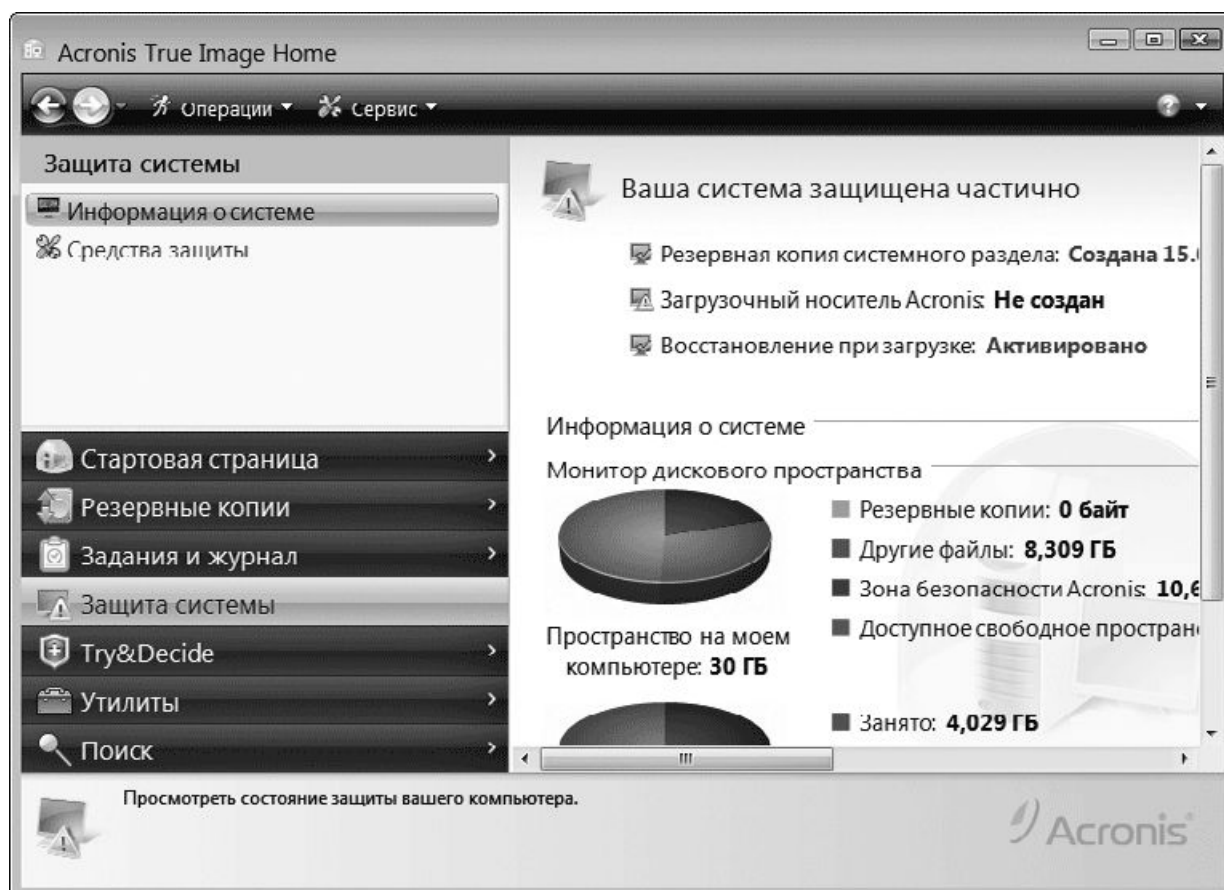 Acronis True Image Home
Операции Сервис
Защита системы
Информация о системе
Средства защиты
Стартовая страница
Резервные копии
Задания и журнал
Защита системы
Try&Decide
Утилиты
Поиск
Ваша система защищена частично
Резервная копия системного раздела: Создана 15.
Загрузочный носитель Acronis: Не создан
Восстановление при загрузке: Активировано
Информация о системе
Монитор дискового пространства
Пространство на моем
компьютере: 30 ГБ
Резервные копии: 0 байт
Другие файлы: 8,309 ГБ
Зона безопасности Acronis: 10,6
Доступное свободное простран
Занято: 4,029 ГБ
Просмотреть состояние защиты вашего компьютера.
Acronis